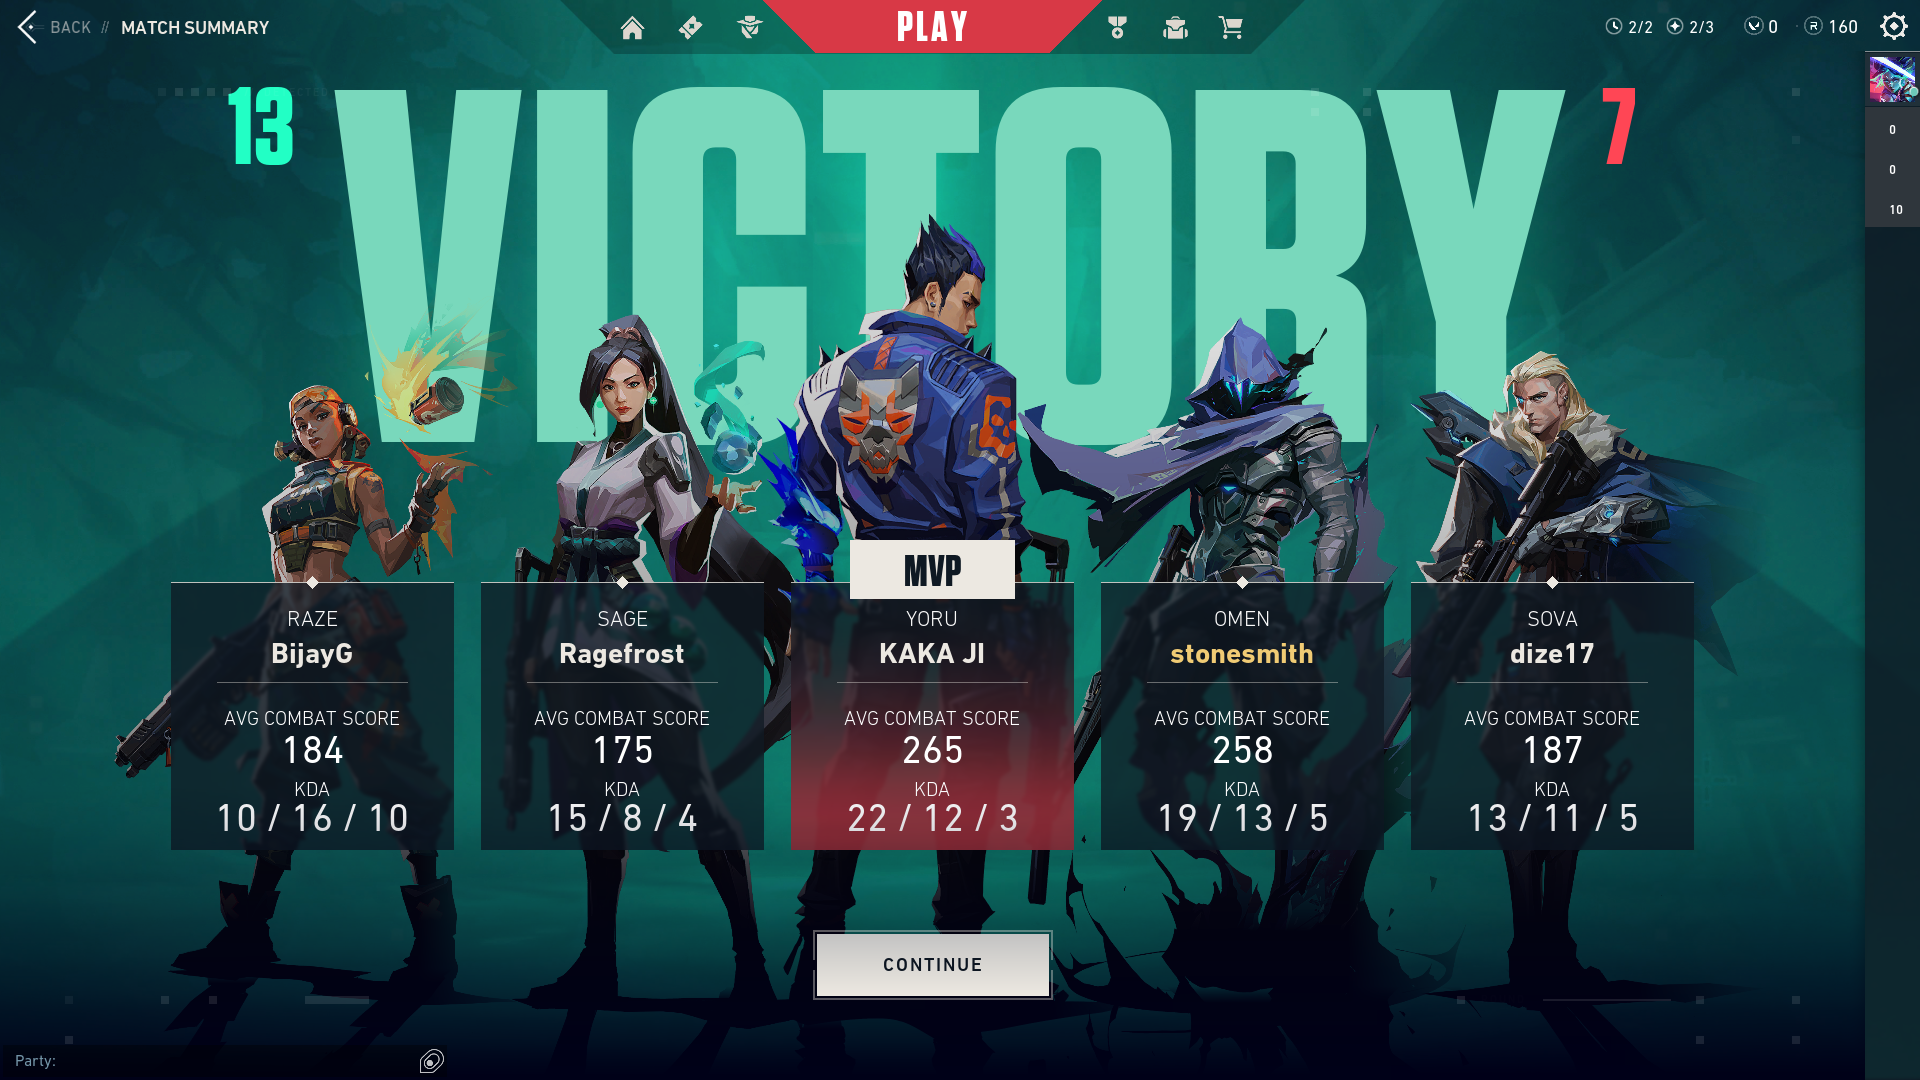 BACK // MATCH SUMMARY
PLAY
2/2 2/3 0 R 160
13 VICTORY 7
0
0
10
MVP
RAZE
BijayG
AVG COMBAT SCORE
184
KDA
10 / 16 / 10
SAGE
Ragefrost
AVG COMBAT SCORE
175
KDA
15 / 8 / 4
YORU
KAKA JI
AVG COMBAT SCORE
265
KDA
22 / 12 / 3
OMEN
stonesmith
AVG COMBAT SCORE
258
KDA
19 / 13 / 5
SOVA
dize17
AVG COMBAT SCORE
187
KDA
13 / 11 / 5
CONTINUE
Party: